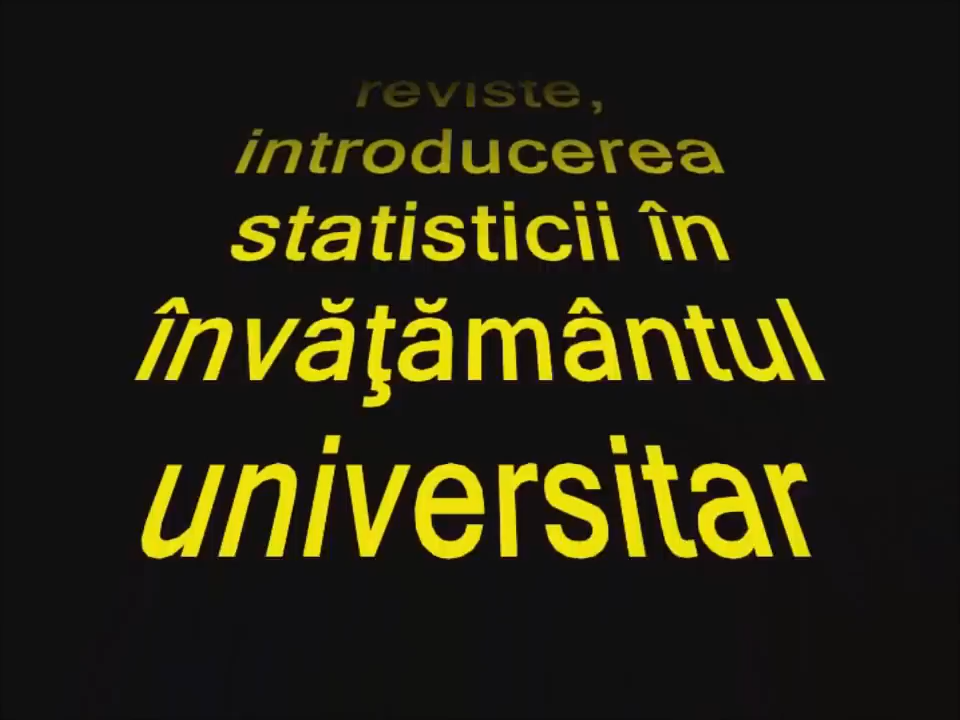 reviste,
introducerea
statisticii în
învăţământul
universitar